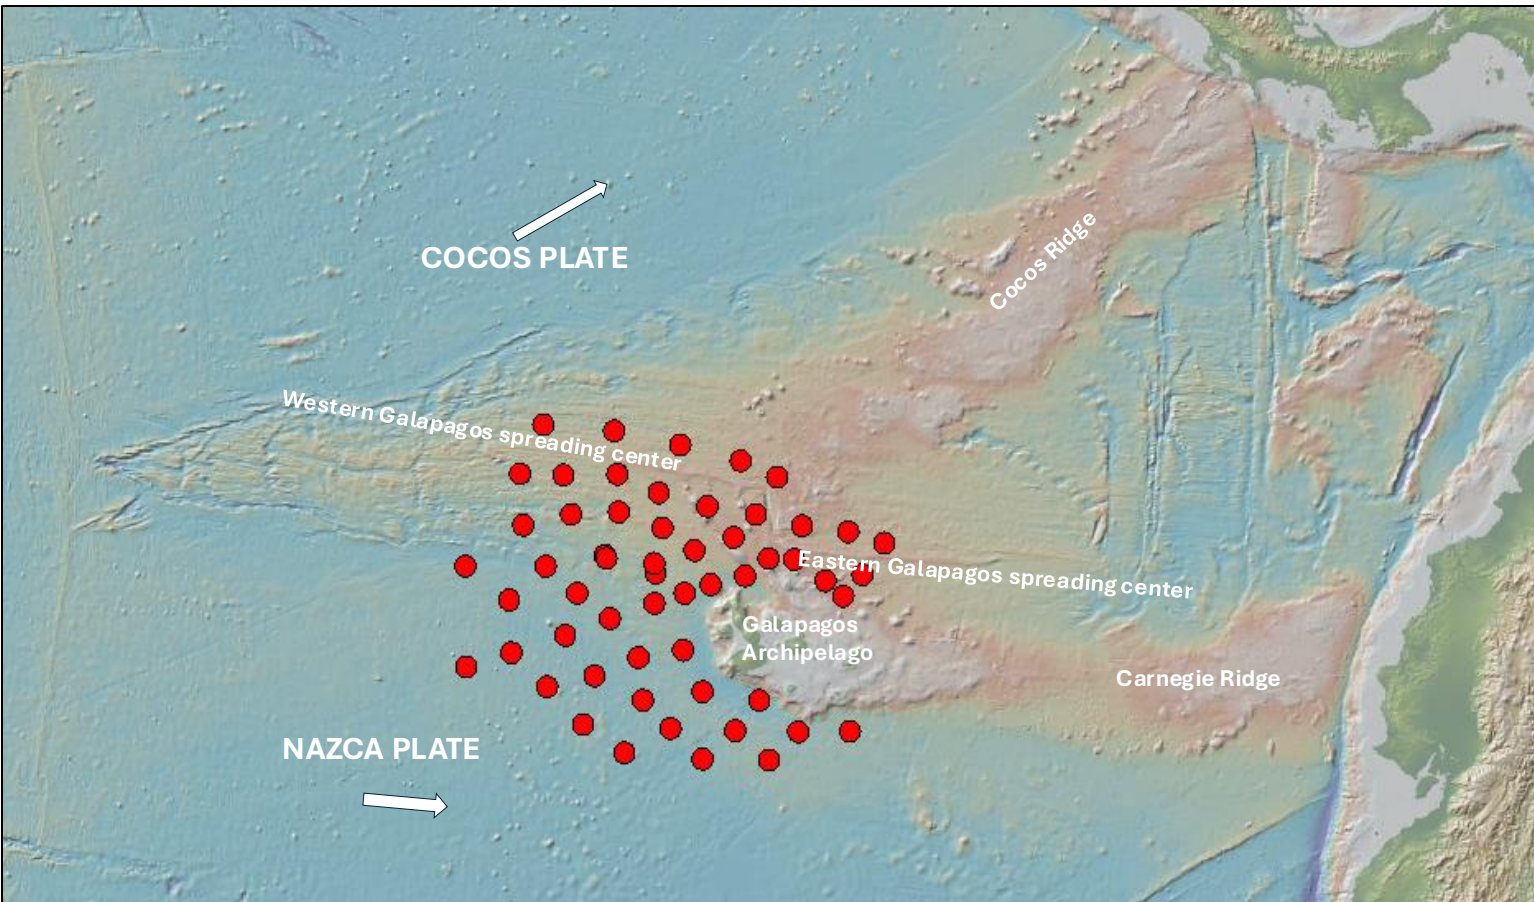 Cocos Ridge
COCOS PLATE
Western Galapagos spreading center
Eastern Galapagos spreading center
Galapagos
Archipelago
Carnegie Ridge
NAZCA PLATE